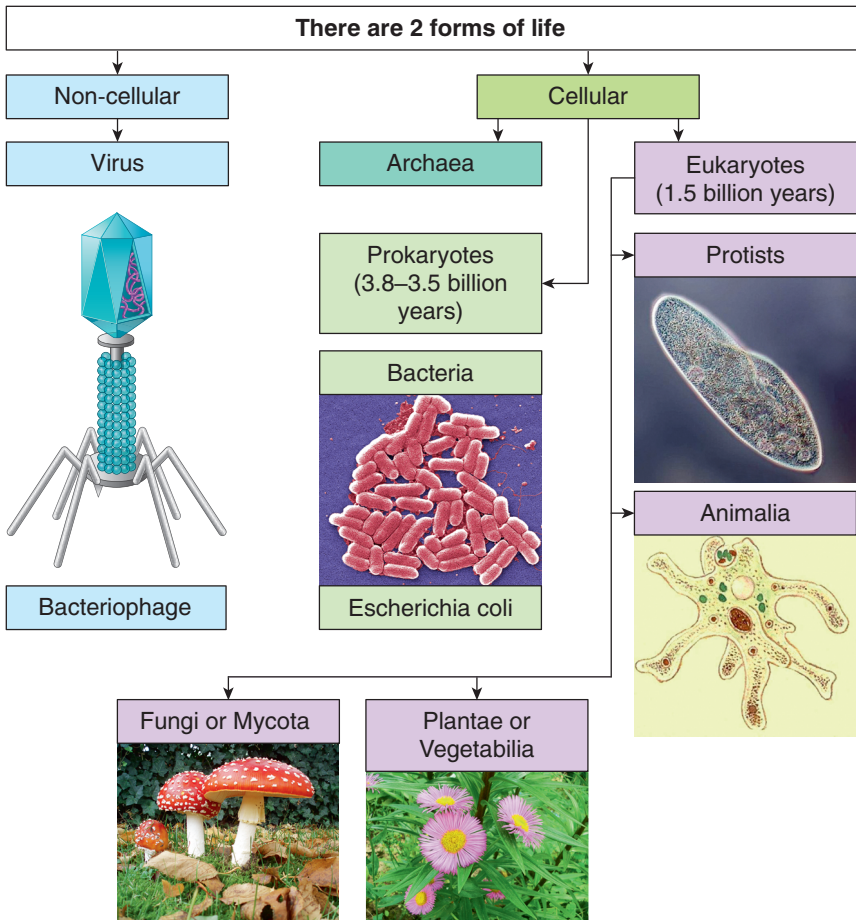 There are 2 forms of life
Non-cellular
Cellular
Virus
Archaea
Eukaryotes
(1.5 billion years)
Prokaryotes
(3.8–3.5 billion
years)
Protists
Bacteria
Animalia
Bacteriophage
Escherichia coli
Fungi or Mycota
Plantae or
Vegetabilia